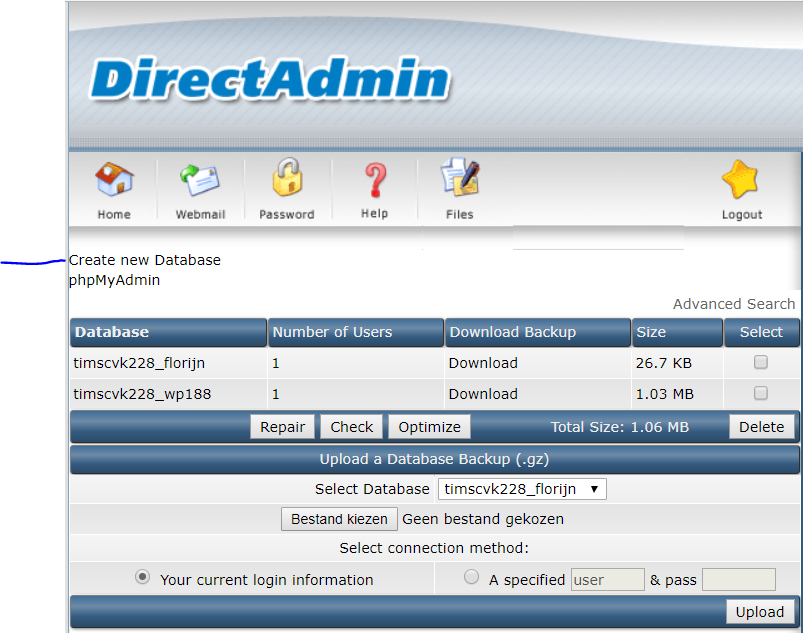 DirectAdmin
Home Webmail Password Help Files Logout
Create new Database
phpMyAdmin
Advanced Search
Database Number of Users Download Backup Size Select
timscvk228_florijn 1 Download 26.7 KB
timscvk228_wp188 1 Download 1.03 MB
Repair Check Optimize Total Size: 1.06 MB Delete
Upload a Database Backup (.gz)
Select Database timscvk228_florijn
Bestand kiezen Geen bestand gekozen
Select connection method:
Your current login information A specified user & pass
Upload